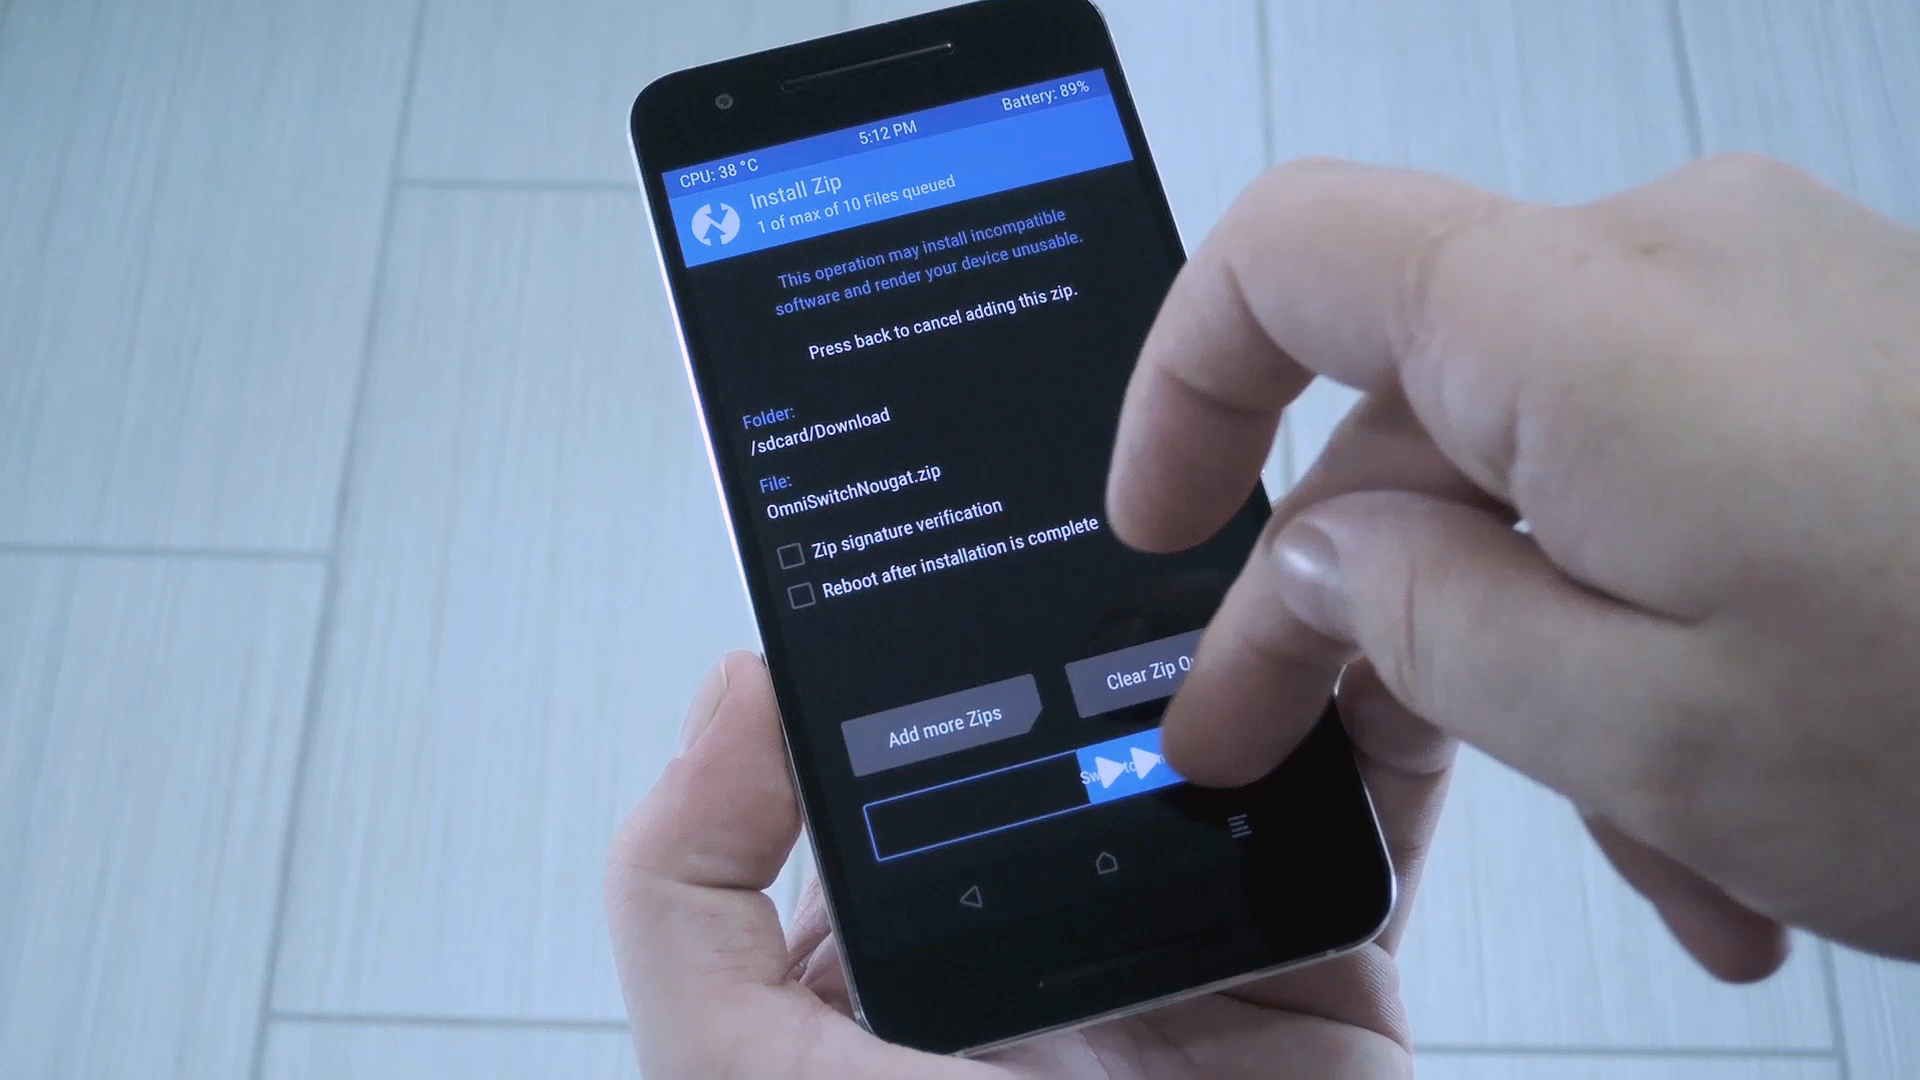 CPU: 38 °C
5:12 PM
Battery: 89%
Install Zip
1 of max of 10 Files queued
This operation may install incompatible
software and render your device unusable.
Press back to cancel adding this zip.
Folder:
/sdcard/Download
File:
OmniSwitchNougat.zip
Zip signature verification
Reboot after installation is complete
Add more Zips
Clear Zip